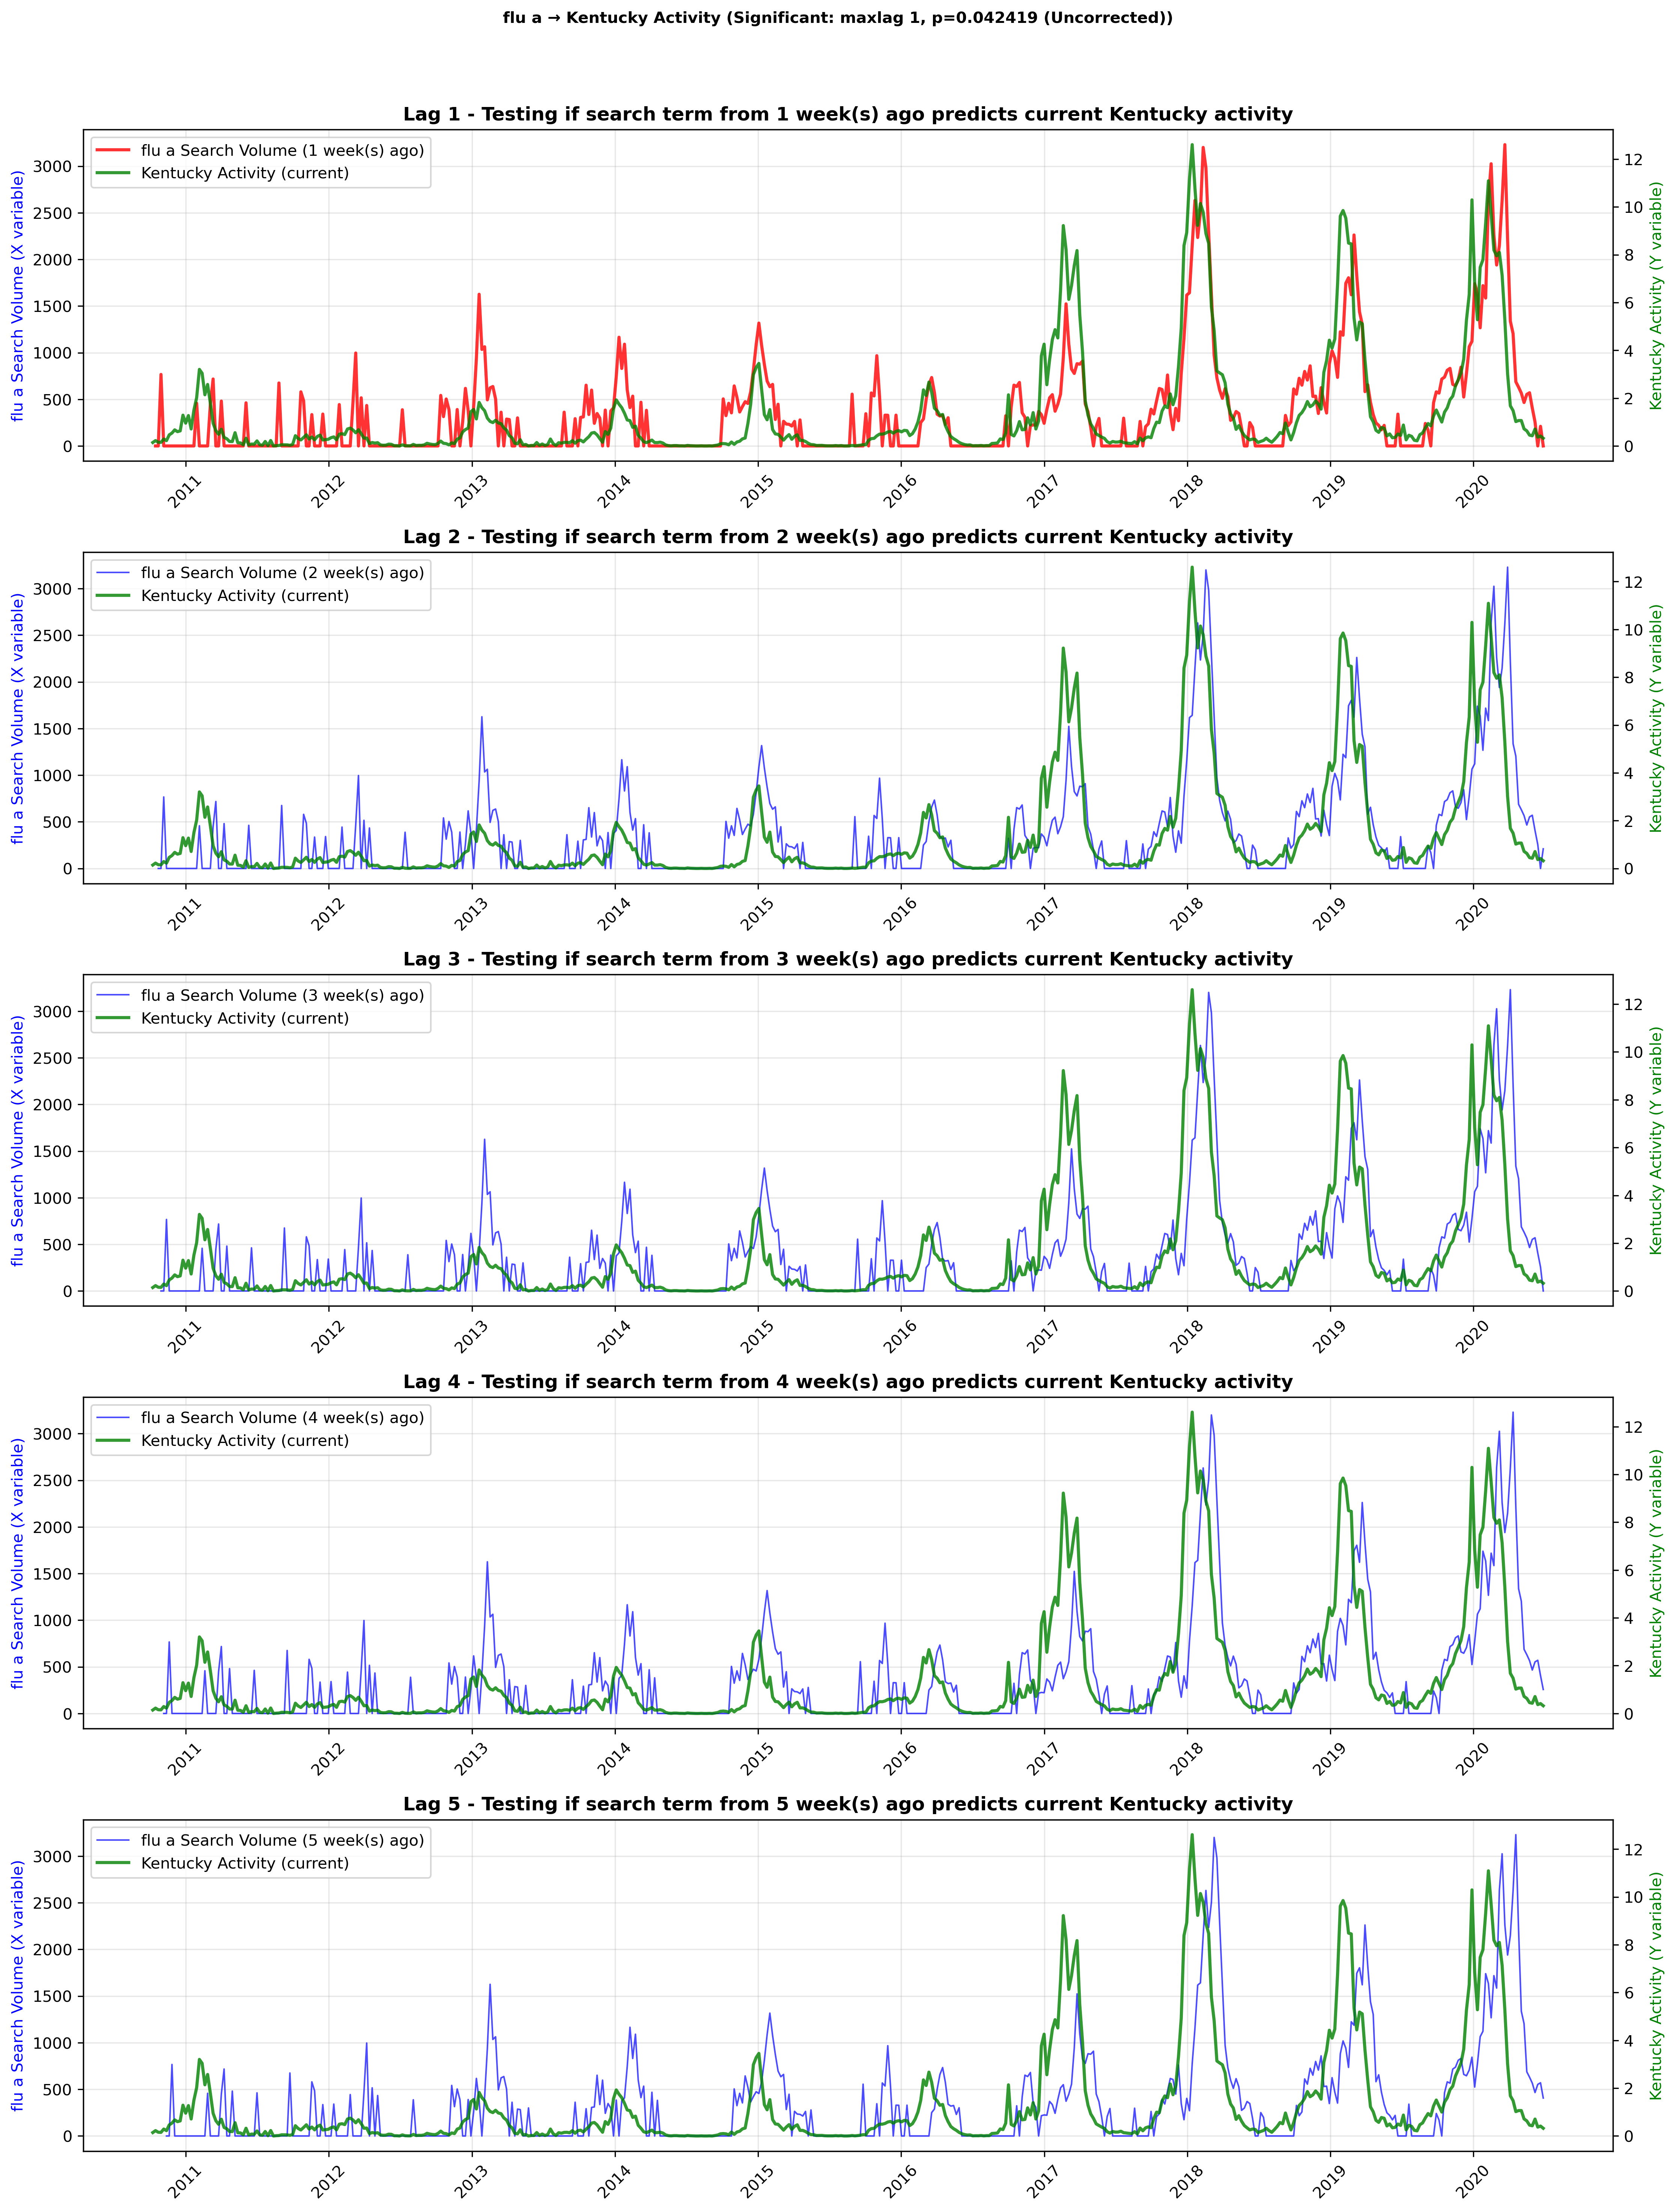 flu a → Kentucky Activity (Significant: maxlag 1, p=0.042419 (Uncorrected))
Lag 1 - Testing if search term from 1 week(s) ago predicts current Kentucky activity
flu a Search Volume (1 week(s) ago)
Kentucky Activity (current)
flu a Search Volume (X variable)
3000
2500
2000
1500
1000
500
0
12
10
8
6
4
2
0
Kentucky Activity (Y variable)
2011 2012 2013 2014 2015 2016 2017 2018 2019 2020
Lag 2 - Testing if search term from 2 week(s) ago predicts current Kentucky activity
flu a Search Volume (2 week(s) ago)
Kentucky Activity (current)
flu a Search Volume (X variable)
3000
2500
2000
1500
1000
500
0
12
10
8
6
4
2
0
Kentucky Activity (Y variable)
2011 2012 2013 2014 2015 2016 2017 2018 2019 2020
Lag 3 - Testing if search term from 3 week(s) ago predicts current Kentucky activity
flu a Search Volume (3 week(s) ago)
Kentucky Activity (current)
flu a Search Volume (X variable)
3000
2500
2000
1500
1000
500
0
12
10
8
6
4
2
0
Kentucky Activity (Y variable)
2011 2012 2013 2014 2015 2016 2017 2018 2019 2020
Lag 4 - Testing if search term from 4 week(s) ago predicts current Kentucky activity
flu a Search Volume (4 week(s) ago)
Kentucky Activity (current)
flu a Search Volume (X variable)
3000
2500
2000
1500
1000
500
0
12
10
8
6
4
2
0
Kentucky Activity (Y variable)
2011 2012 2013 2014 2015 2016 2017 2018 2019 2020
Lag 5 - Testing if search term from 5 week(s) ago predicts current Kentucky activity
flu a Search Volume (5 week(s) ago)
Kentucky Activity (current)
flu a Search Volume (X variable)
3000
2500
2000
1500
1000
500
0
12
10
8
6
4
2
0
Kentucky Activity (Y variable)
2011 2012 2013 2014 2015 2016 2017 2018 2019 2020